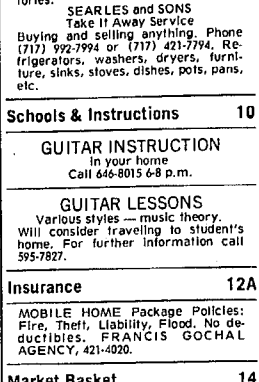 SEARLES and SONS
Take It Away Service
Buying and selling anything. Phone
(717) 992-7994 or (717) 421-7794. Re-
frigerators, washers, dryers, furni-
ture, sinks, stoves, dishes, pots, pans,
etc.
Schools & Instructions 10
GUITAR INSTRUCTION
In your home
Call 646-8015 6-8 p.m.
GUITAR LESSONS
Various styles — music theory.
Will consider traveling to student's
home. For further information call
595-7827.
Insurance 12A
MOBILE HOME Package Policies:
Fire, Theft, Liability, Flood. No de-
ductibles. FRANCIS GOCHAL
AGENCY, 421-4020.
Market Basket 14